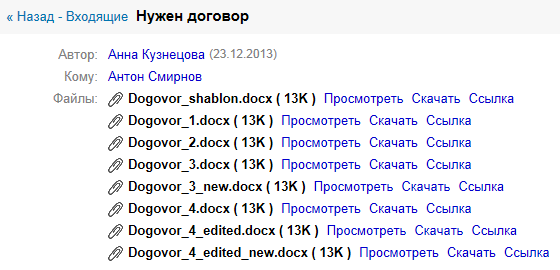 « Назад - Входящие Нужен договор
Автор: Анна Кузнецова (23.12.2013)
Кому: Антон Смирнов
Файлы: Dogovor_shablon.docx ( 13K ) Просмотреть Скачать Ссылка
Dogovor_1.docx ( 13K ) Просмотреть Скачать Ссылка
Dogovor_2.docx ( 13K ) Просмотреть Скачать Ссылка
Dogovor_3.docx ( 13K ) Просмотреть Скачать Ссылка
Dogovor_3_new.docx ( 13K ) Просмотреть Скачать Ссылка
Dogovor_4.docx ( 13K ) Просмотреть Скачать Ссылка
Dogovor_4_edited.docx ( 13K ) Просмотреть Скачать Ссылка
Dogovor_4_edited_new.docx ( 13K ) Просмотреть Скачать Ссылка